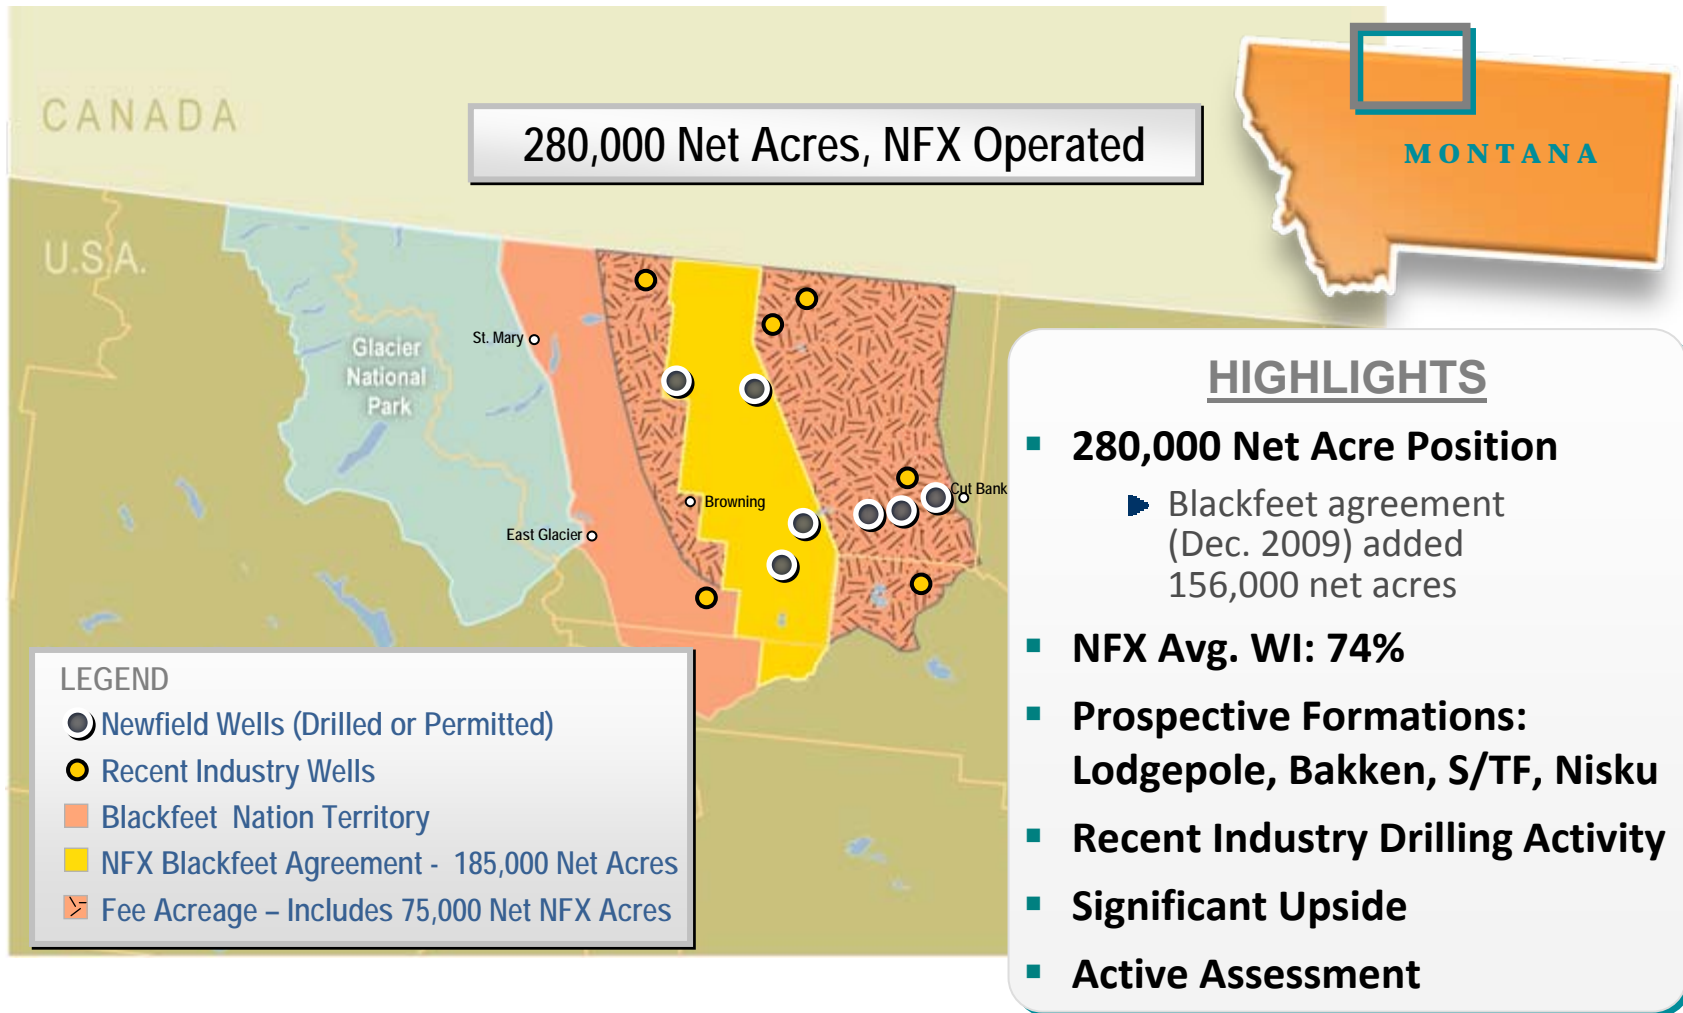 CANADA
280,000 Net Acres, NFX Operated
MONTANA
U.S.A.
St. Mary
Glacier
National
Park
Browning
East Glacier
Cut Bank
HIGHLIGHTS
280,000 Net Acre Position
Blackfeet agreement
(Dec. 2009) added
156,000 net acres
NFX Avg. WI: 74%
Prospective Formations:
Lodgepole, Bakken, S/TF, Nisku
Recent Industry Drilling Activity
Significant Upside
Active Assessment
LEGEND
Newfield Wells (Drilled or Permitted)
Recent Industry Wells
Blackfeet Nation Territory
NFX Blackfeet Agreement - 185,000 Net Acres
Fee Acreage – Includes 75,000 Net NFX Acres